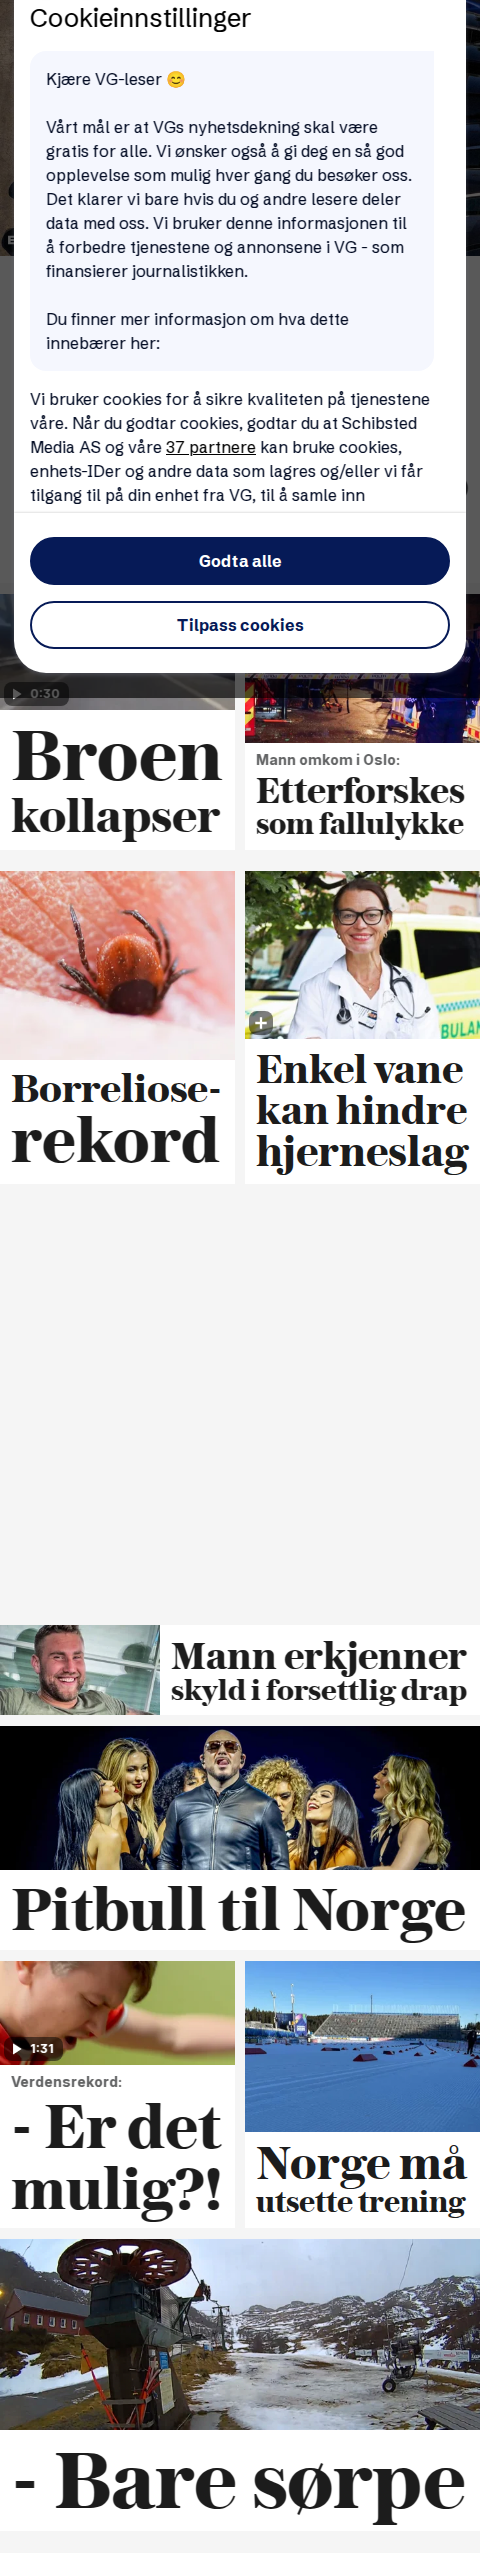 Cookieinnstillinger
Kjære VG-leser 😊
Vårt mål er at VGs nyhetsdekning skal være
gratis for alle. Vi ønsker også å gi deg en så god
opplevelse som mulig hver gang du besøker oss.
Det klarer vi bare hvis du og andre lesere deler
data med oss. Vi bruker denne informasjonen til
å forbedre tjenestene og annonsene i VG - som
finansierer journalistikken.
Du finner mer informasjon om hva dette
innebærer her:
Vi bruker cookies for å sikre kvaliteten på tjenestene
våre. Når du godtar cookies, godtar du at Schibsted
Media AS og våre 37 partnere kan bruke cookies,
enhets-IDer og andre data som lagres og/eller vi får
tilgang til på din enhet fra VG, til å samle inn
Godta alle
Tilpass cookies
0:30
Broen
kollapser
Mann omkom i Oslo:
Etterforskes
som fallulykke
BULAN
Borreliose-
rekord
Enkel vane
kan hindre
hjerneslag
Mann erkjenner
skyld i forsettlig drap
Pitbull til Norge
1:31
Verdensrekord:
- Er det
mulig?!
Norge må
utsette trening
- Bare sørpe